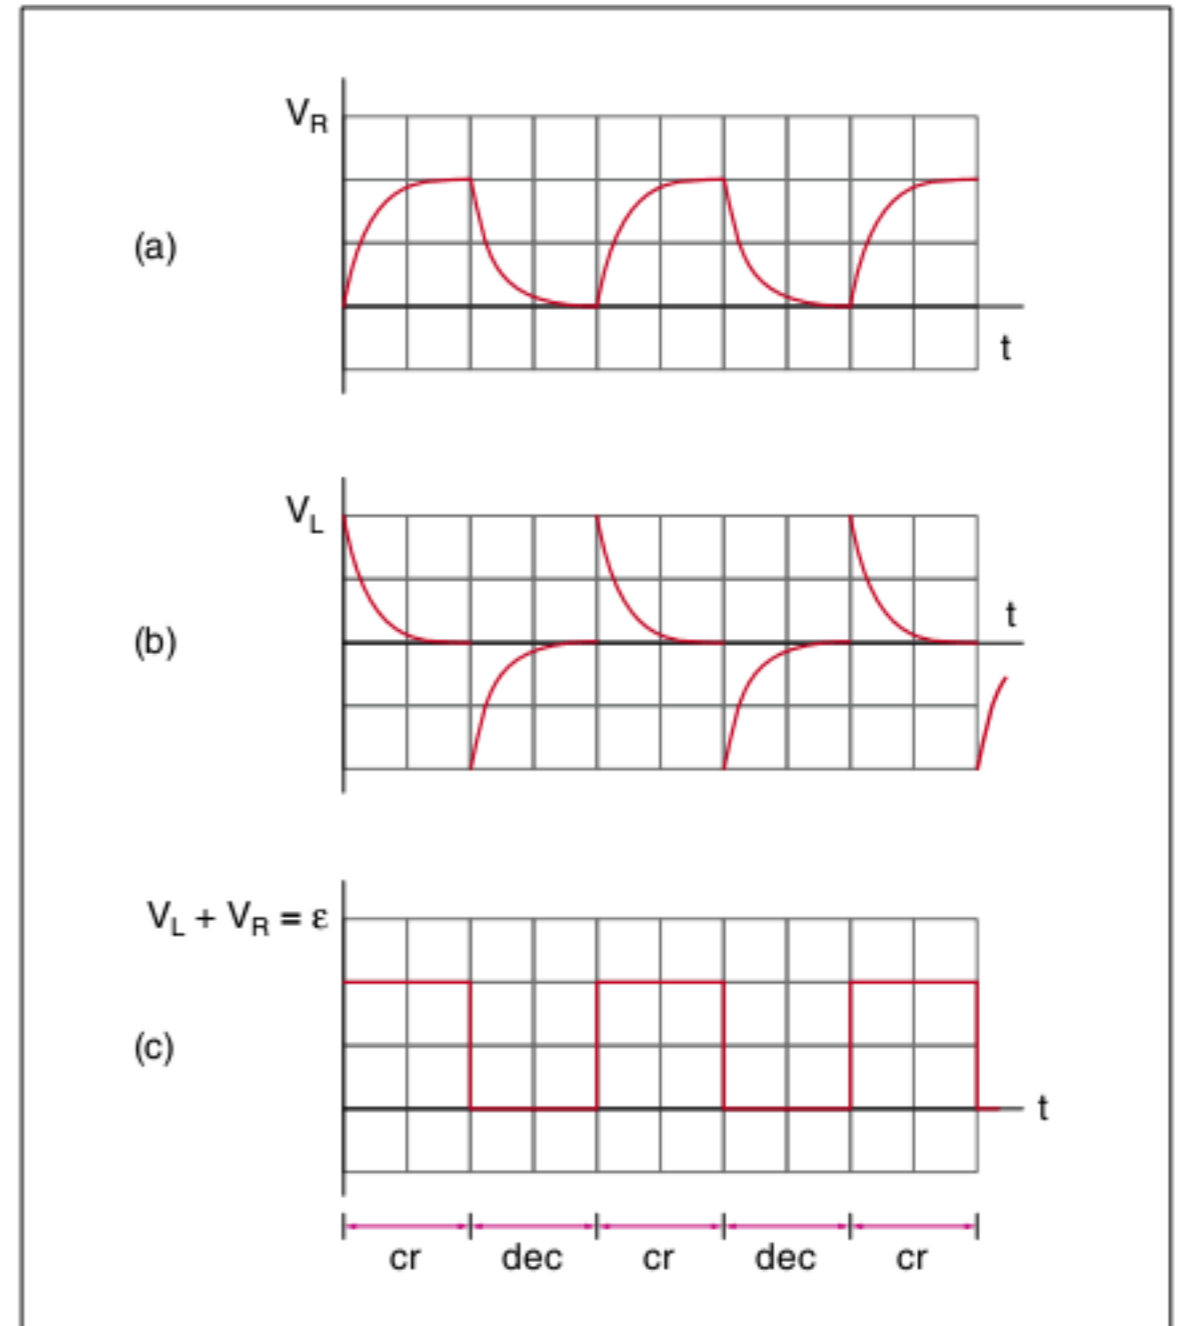 V_R
(a)
t
V_L
t
(b)
V_L + V_R = ε
(c)
t
cr dec cr dec cr